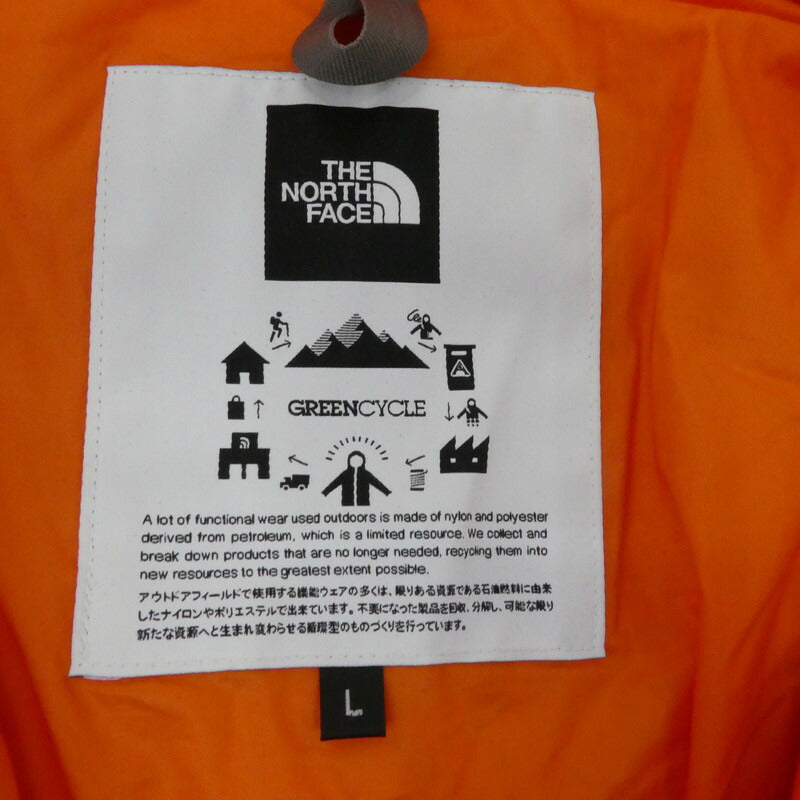 THE
NORTH
FACE
GREENCYCLE
A lot of functional wear used outdoors is made of nylon and polyester
derived from petroleum, which is a limited resource. We collect and
break down products that are no longer needed, recycling them into
new resources to the greatest extent possible.
アウトドアフィールドで使用する機能ウェアの多くは、限りある資源である石油燃料に由来
したナイロンやポリエステルで出来ています。不要になった製品を回収、分解し、可能な限り
新たな資源へと生まれ変わらせる循環型のものづくりを行っています。
L